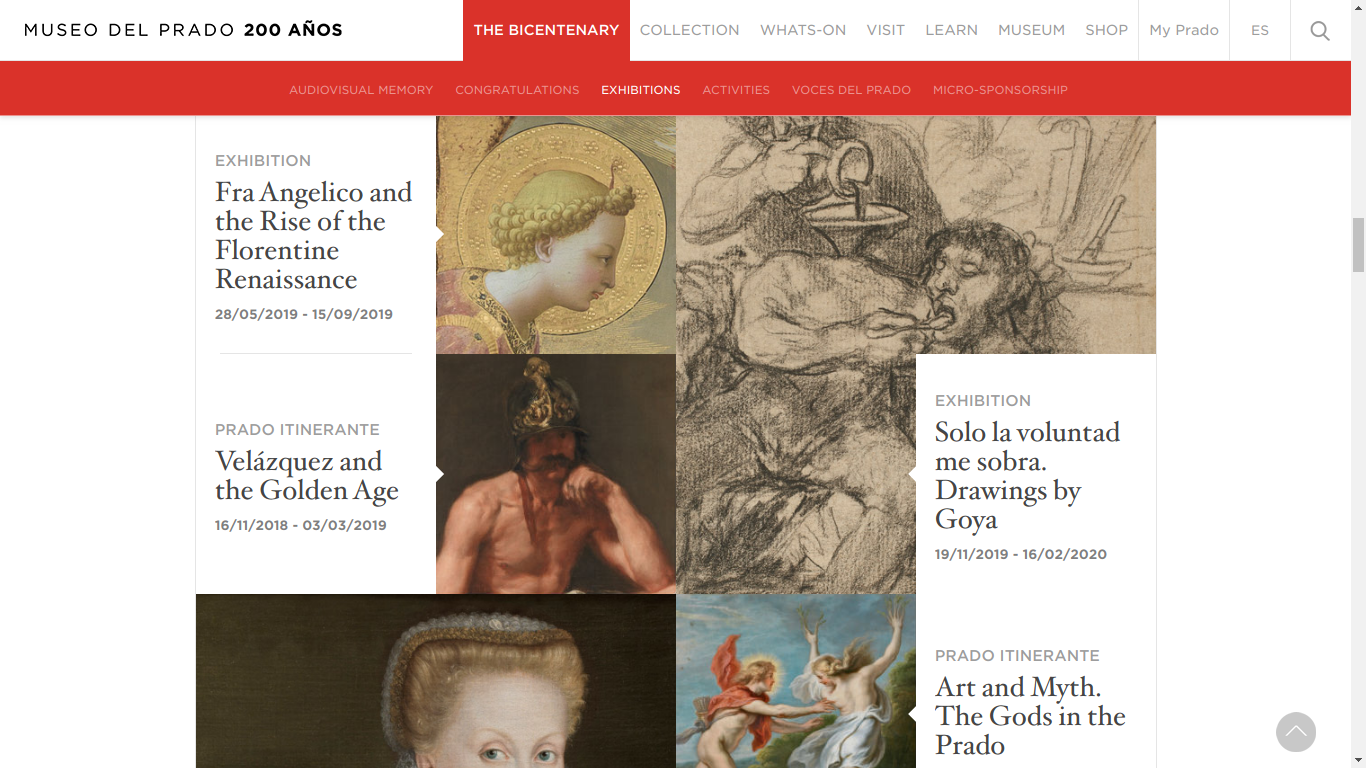 MUSEO DEL PRADO 200 AÑOS
THE BICENTENARY
COLLECTION
WHATS-ON
VISIT
LEARN
MUSEUM
SHOP
My Prado
ES
AUDIOVISUAL MEMORY
CONGRATULATIONS
EXHIBITIONS
ACTIVITIES
VOCES DEL PRADO
MICRO-SPONSORSHIP
EXHIBITION
Fra Angelico and
the Rise of the
Florentine
Renaissance
28/05/2019 - 15/09/2019
PRADO ITINERANTE
Velázquez and
the Golden Age
16/11/2018 - 03/03/2019
EXHIBITION
Solo la voluntad
me sobra.
Drawings by
Goya
19/11/2019 - 16/02/2020
PRADO ITINERANTE
Art and Myth.
The Gods in the
Prado